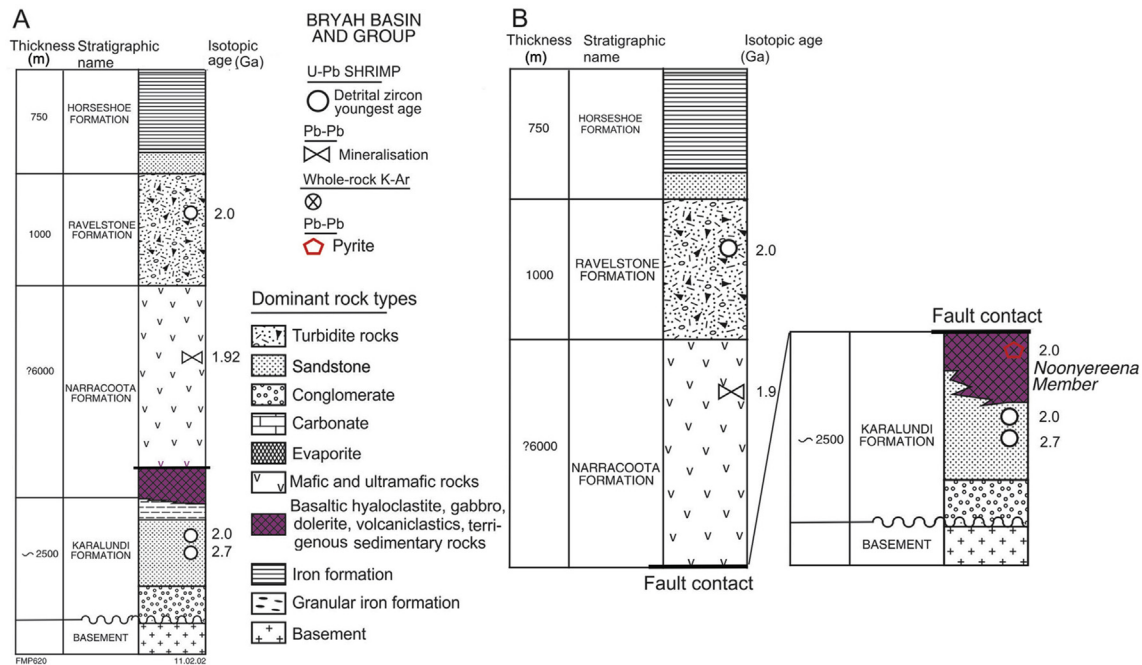 A
Thickness
(m)
Stratigraphic
name
Isotopic
age (Ga)
750
HORSESHOE
FORMATION
1000
RAVELSTONE
FORMATION
2.0
?6000
NARRACOOTA
FORMATION
1.92
~ 2500
KARALUNDI
FORMATION
2.0
2.7
BASEMENT
FMP620
11.02.02
BRYAH BASIN
AND GROUP
U-Pb SHRIMP
Detrital zircon
youngest age
Pb-Pb
Mineralisation
Whole-rock K-Ar
Pb-Pb
Pyrite
Dominant rock types
Turbidite rocks
Sandstone
Conglomerate
Carbonate
Evaporite
Mafic and ultramafic rocks
Basaltic hyaloclastite, gabbro,
dolerite, volcaniclastics, terri-
genous sedimentary rocks
Iron formation
Granular iron formation
Basement
B
Thickness
(m)
Stratigraphic
name
Isotopic age
(Ga)
750
HORSESHOE
FORMATION
1000
RAVELSTONE
FORMATION
2.0
?6000
NARRACOOTA
FORMATION
1.9
Fault contact
Fault contact
2.0
Noonyereena
Member
~ 2500
KARALUNDI
FORMATION
2.0
2.7
BASEMENT